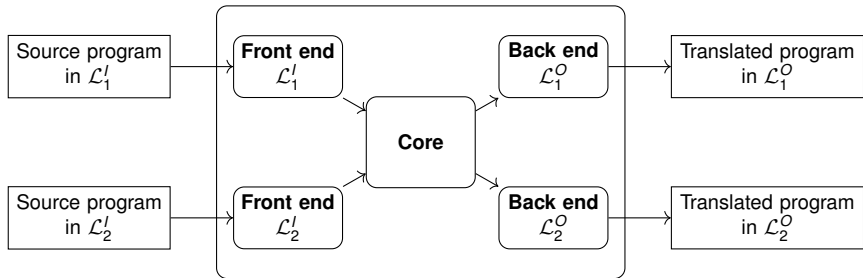 Source program
in 𝓛₁ᴵ
Front end
𝓛₁ᴵ
Back end
𝓛₁ᴼ
Translated program
in 𝓛₁ᴼ
Core
Source program
in 𝓛₂ᴵ
Front end
𝓛₂ᴵ
Back end
𝓛₂ᴼ
Translated program
in 𝓛₂ᴼ